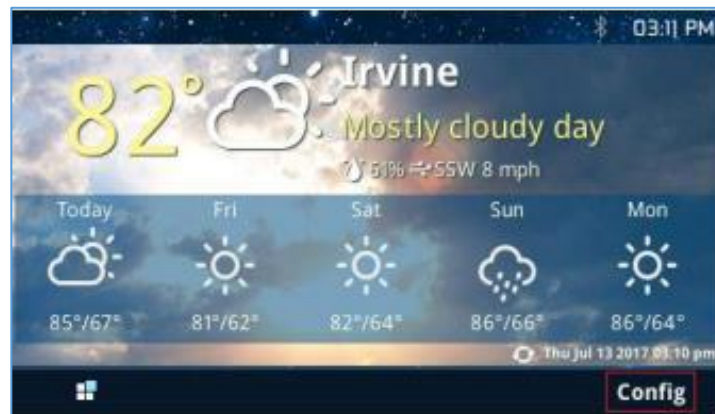 03:11 PM
82°
Irvine
Mostly cloudy day
51% SSW 8 mph
Today Fri Sat Sun Mon
85°/67° 81°/62° 82°/64° 86°/66° 86°/64°
Thu Jul 13 2017 03:10 pm
Config